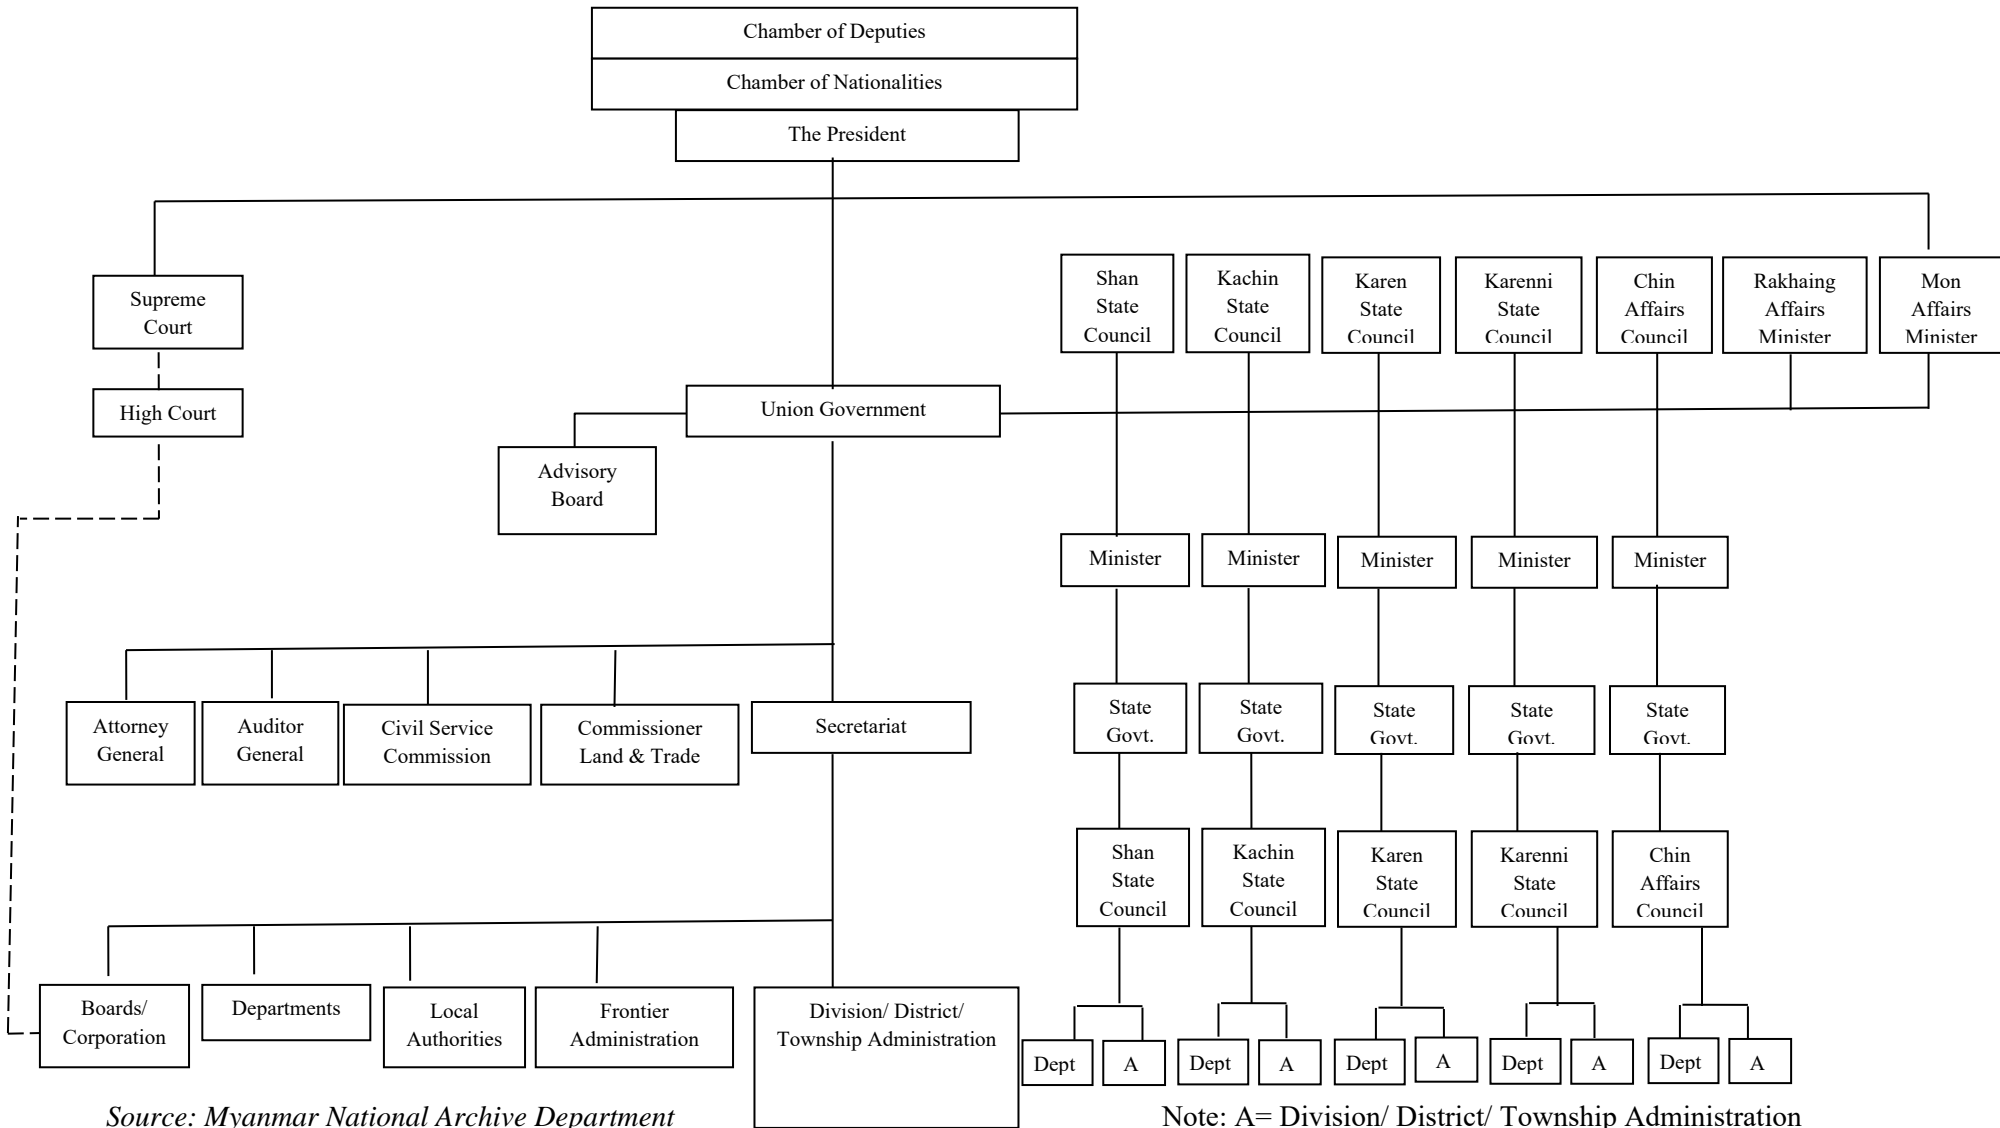 Chamber of Deputies
Chamber of Nationalities
The President
Supreme
Court
High Court
Shan
State
Council
Kachin
State
Council
Karen
State
Council
Karenni
State
Council
Chin
Affairs
Council
Rakhaing
Affairs
Minister
Mon
Affairs
Minister
Union Government
Advisory
Board
Minister
Minister
Minister
Minister
Minister
Attorney
General
Auditor
General
Civil Service
Commission
Commissioner
Land & Trade
Secretariat
State
Govt.
State
Govt.
State
Govt.
State
Govt.
State
Govt.
Shan
State
Council
Kachin
State
Council
Karen
State
Council
Karenni
State
Council
Chin
Affairs
Council
Boards/
Corporation
Departments
Local
Authorities
Frontier
Administration
Division/ District/
Township Administration
Dept
A
Dept
A
Dept
A
Dept
A
Dept
A
Source: Myanmar National Archive Department
Note: A= Division/ District/ Township Administration